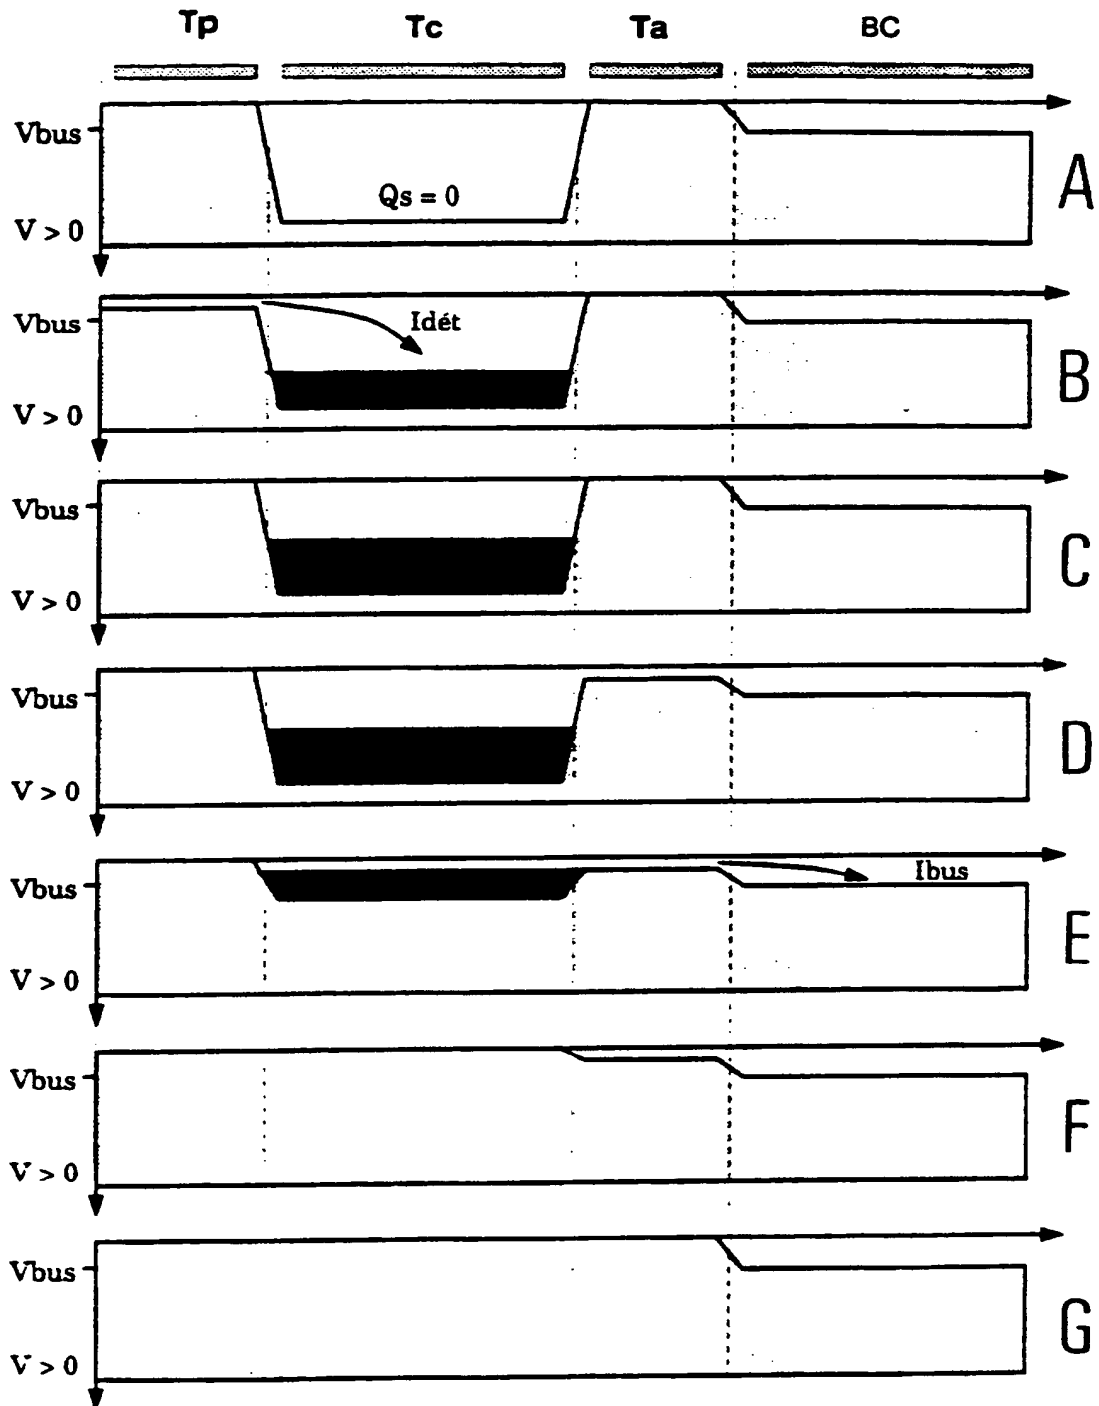 Tp Tc Ta BC
Vbus
Qs = 0
V > 0
A
Vbus
Idét
V > 0
B
Vbus
V > 0
C
Vbus
V > 0
D
Vbus
Ibus
V > 0
E
Vbus
V > 0
F
Vbus
V > 0
G